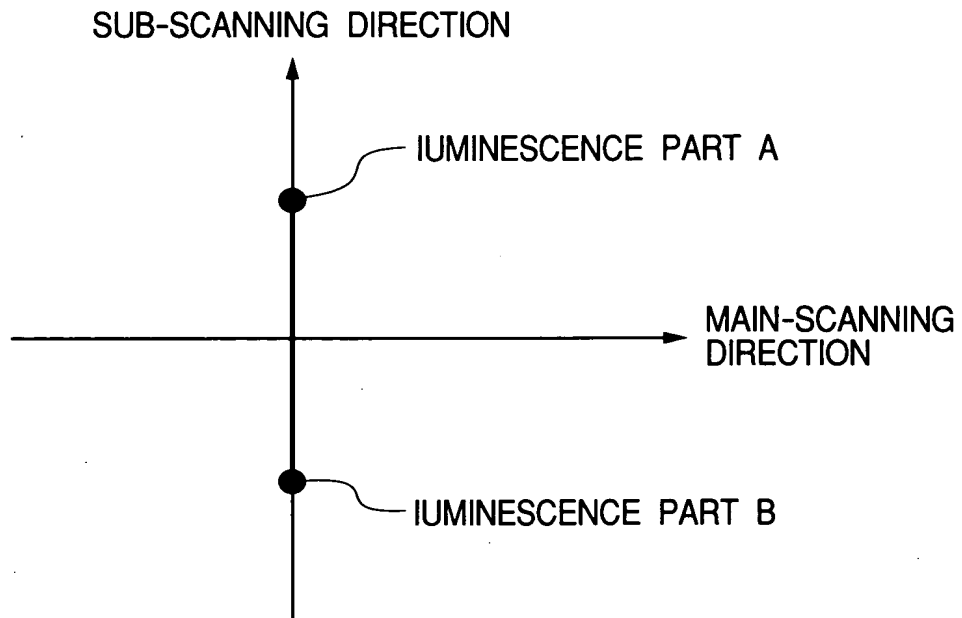 SUB-SCANNING DIRECTION
IUMINESCENCE PART A
MAIN-SCANNING
DIRECTION
IUMINESCENCE PART B